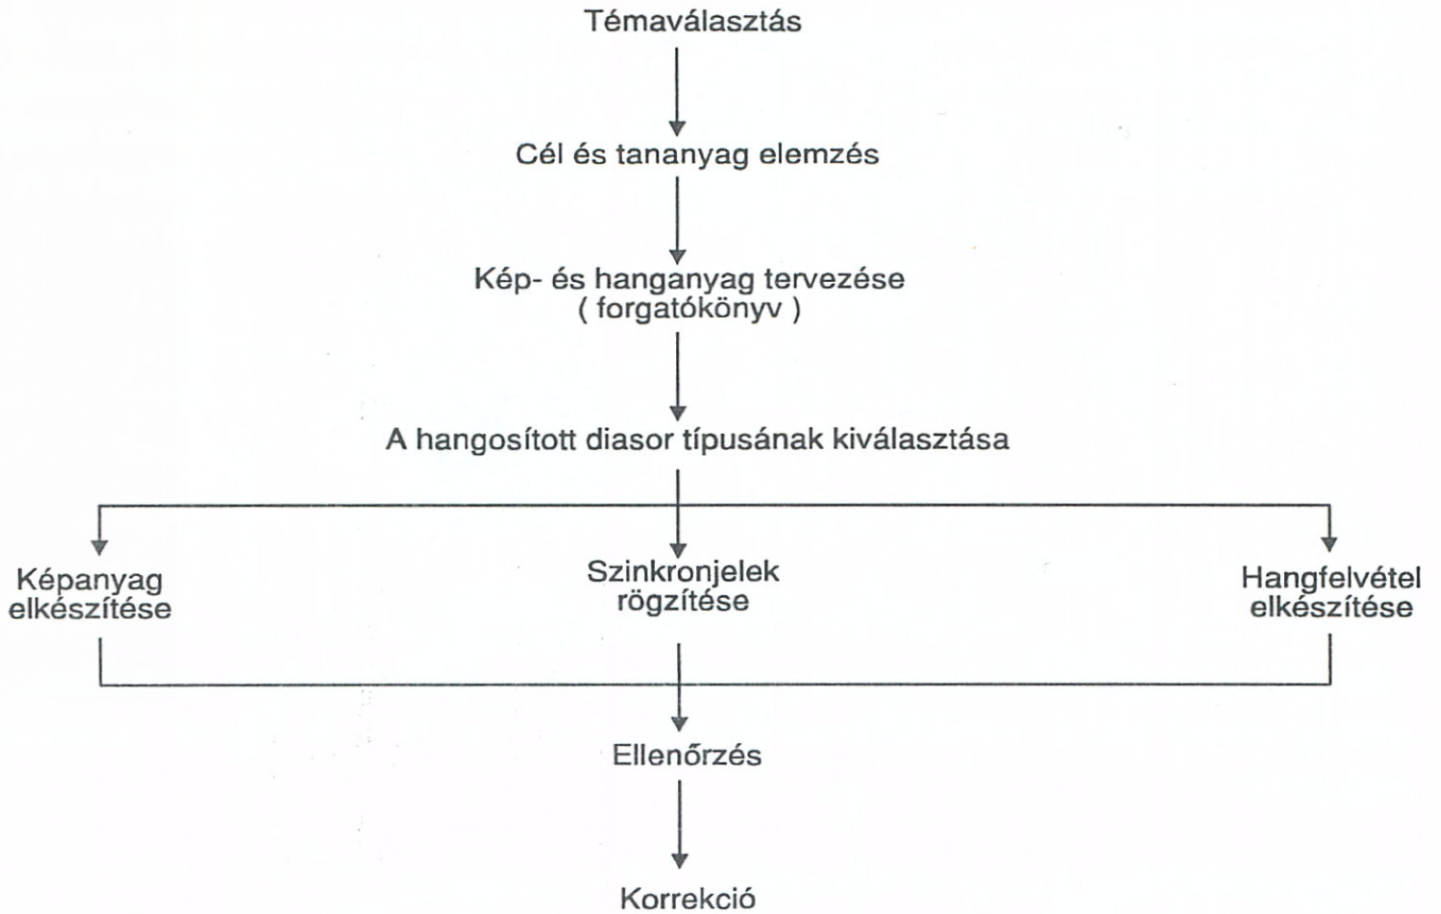 Témaválasztás
Cél és tananyag elemzés
Kép- és hanganyag tervezése
( forgatókönyv )
A hangosított diasor típusának kiválasztása
Képanyag
elkészítése
Szinkronjelek
rögzítése
Hangfelvétel
elkészítése
Ellenőrzés
Korrekció